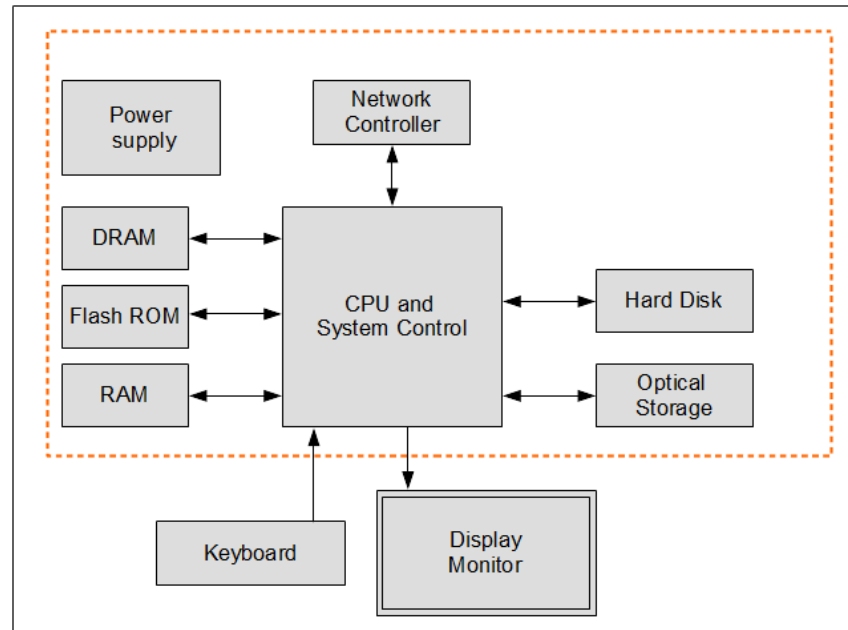 Power
supply
Network
Controller
DRAM
Flash ROM
RAM
CPU and
System Control
Hard Disk
Optical
Storage
Keyboard
Display
Monitor